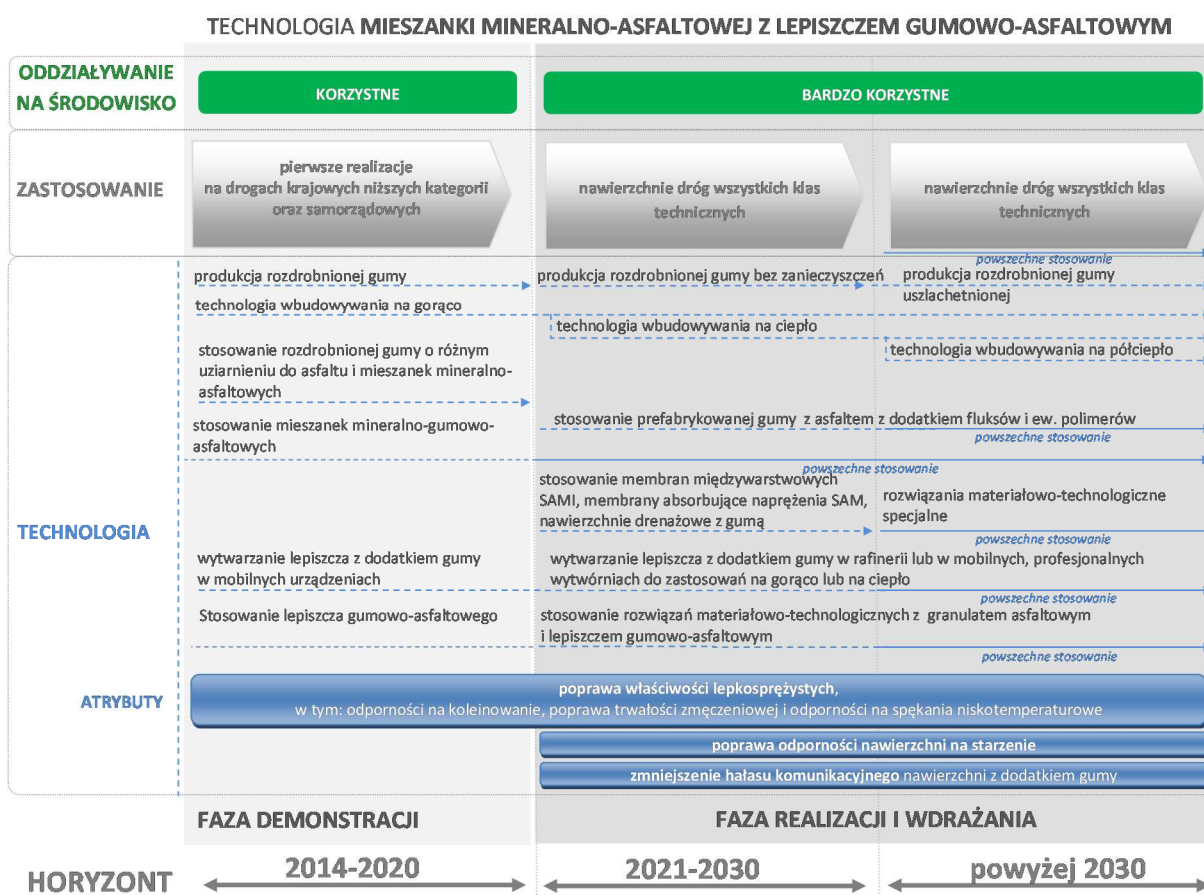 TECHNOLOGIA MIESZANKI MINERALNO-ASFALTOWEJ Z LEPISZCZEM GUMOWO-ASFALTOWYM
ODDZIAŁYWANIE
NA ŚRODOWISKO
KORZYSTNE
BARDZO KORZYSTNE
ZASTOSOWANIE
pierwsze realizacje
na drogach krajowych niższych kategorii
oraz samorządowych
nawierzchnie dróg wszystkich klas
technicznych
nawierzchnie dróg wszystkich klas
technicznych
powszechne stosowanie
TECHNOLOGIA
produkcja rozdrobnionej gumy
produkcja rozdrobnionej gumy bez zanieczyszczeń
produkcja rozdrobnionej gumy
uszlachetnionej
technologia wbudowywania na gorąco
technologia wbudowywania na ciepło
technologia wbudowywania na półciepło
stosowanie rozdrobnionej gumy o różnym
uziarnieniu do asfaltu i mieszanek mineralno-
asfaltowych
stosowanie prefabrykowanej gumy z asfaltem z dodatkiem fluksów i ew. polimerów
powszechne stosowanie
stosowanie mieszanek mineralno-gumowo-
asfaltowych
powszechne stosowanie
stosowanie membran międzywarstwowych
SAMI, membrany absorbujące naprężenia SAM,
nawierzchnie drenażowe z gumą
rozwiązania materiałowo-technologiczne
specjalne
powszechne stosowanie
wytwarzanie lepiszcza z dodatkiem gumy
w mobilnych urządzeniach
wytwarzanie lepiszcza z dodatkiem gumy w rafinerii lub w mobilnych, profesjonalnych
wytwórniach do zastosowań na gorąco lub na ciepło
powszechne stosowanie
Stosowanie lepiszcza gumowo-asfaltowego
stosowanie rozwiązań materiałowo-technologicznych z granulatem asfaltowym
i lepiszczem gumowo-asfaltowym
powszechne stosowanie
ATRYBUTY
poprawa właściwości lepkosprężystych,
w tym: odporności na koleinowanie, poprawa trwałości zmęczeniowej i odporności na spękania niskotemperaturowe
poprawa odporności nawierzchni na starzenie
zmniejszenie hałasu komunikacyjnego nawierzchni z dodatkiem gumy
FAZA DEMONSTRACJI
FAZA REALIZACJI I WDRAŻANIA
HORYZONT
2014-2020
2021-2030
powyżej 2030